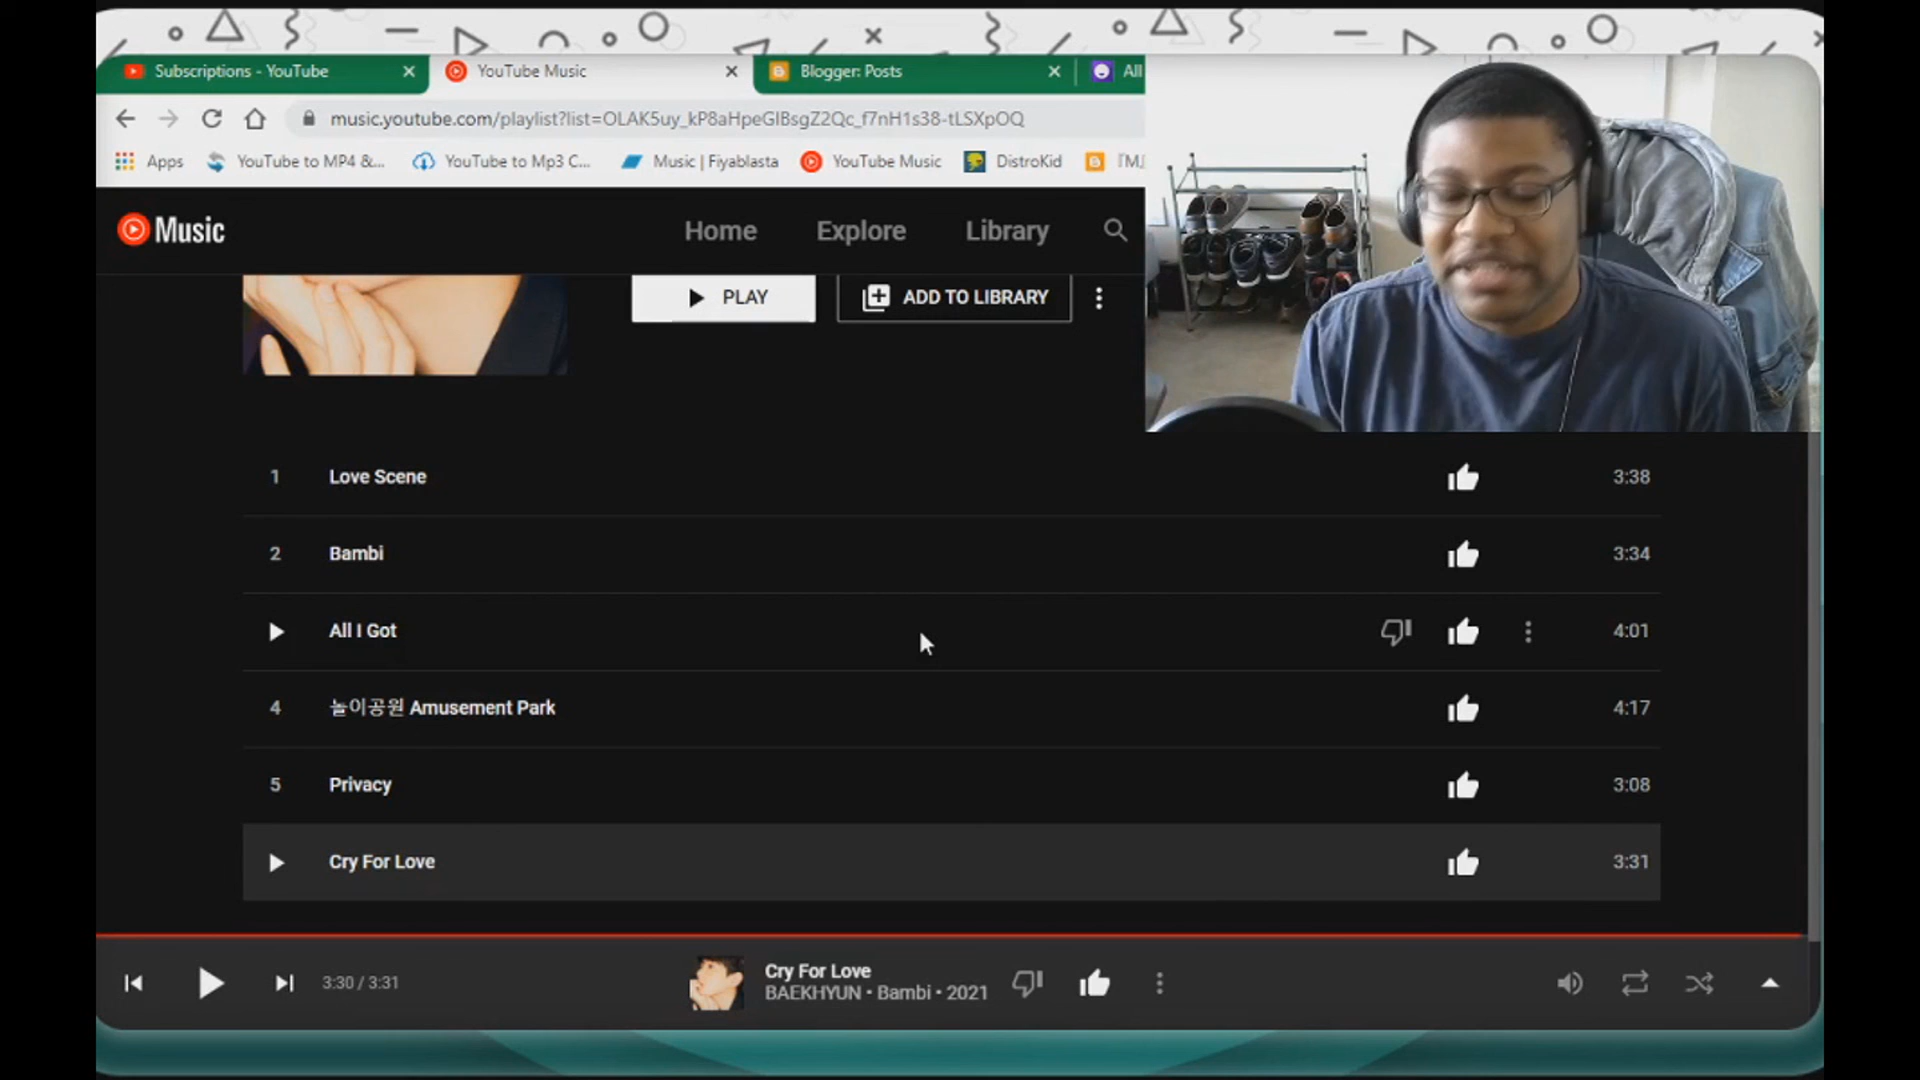 Subscriptions - YouTube
YouTube Music
Blogger: Posts
All
music.youtube.com/playlist?list=OLAK5uy_kP8aHpeGlBsgZ2Qc_f7nH1s38-tLSXpOQ
Apps
YouTube to MP4 &...
YouTube to Mp3 C...
Music | Fiyablasta
YouTube Music
DistroKid
Music
Home
Explore
Library
PLAY
ADD TO LIBRARY
1 Love Scene 3:38
2 Bambi 3:34
All I Got 4:01
4 놀이공원 Amusement Park 4:17
5 Privacy 3:08
Cry For Love 3:31
3:30 / 3:31
Cry For Love
BAEKHYUN • Bambi • 2021